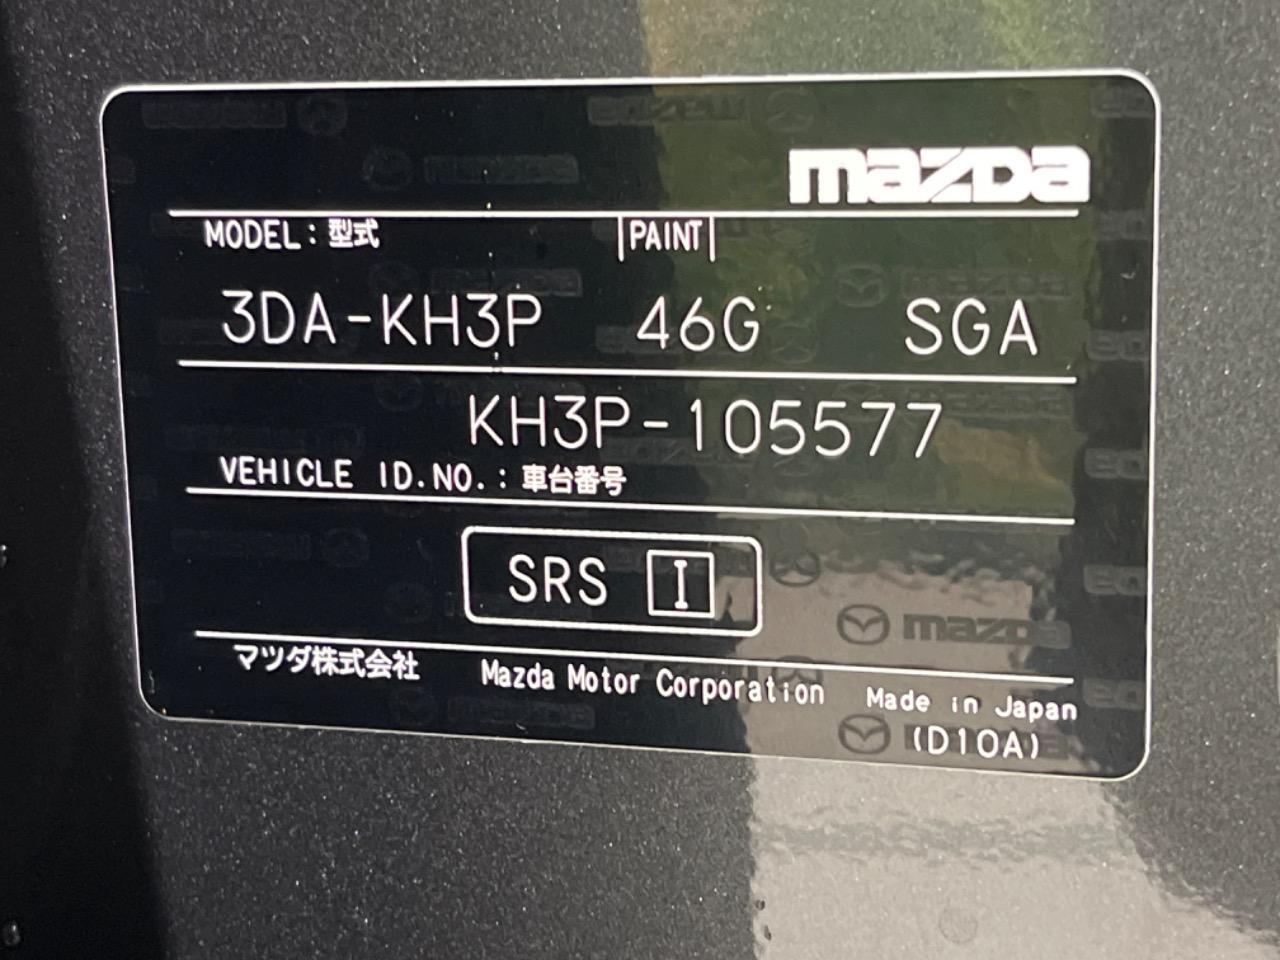 mazda
MODEL：型式 PAINT
3DA-KH3P 46G SGA
KH3P-105577
VEHICLE ID.NO.：車台番号
SRS I
マツダ株式会社 Mazda Motor Corporation Made in Japan
(D10A)